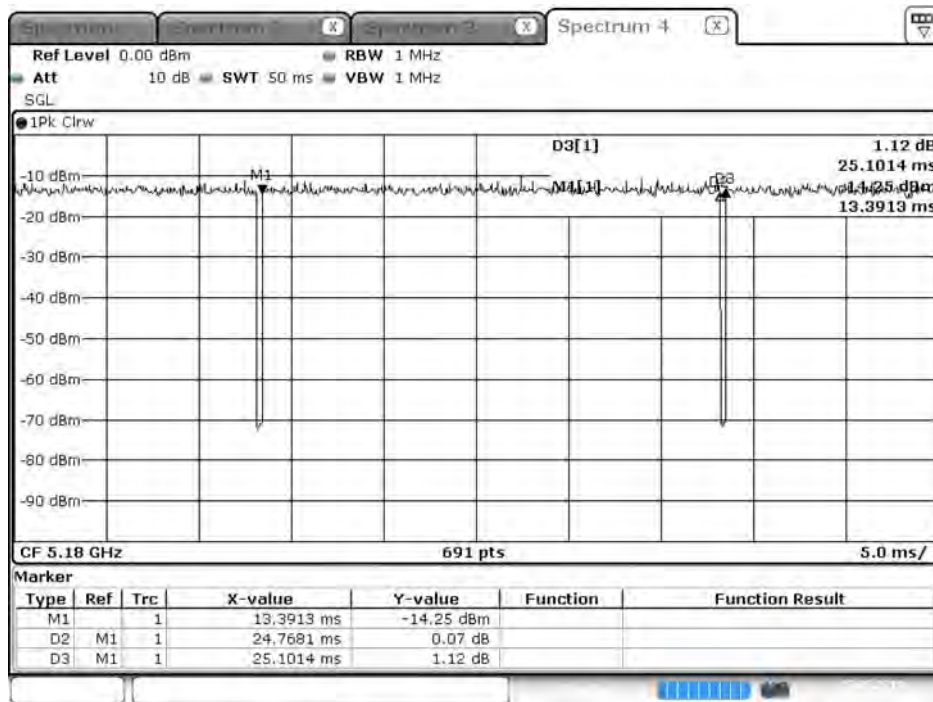 Spectrum 4
Ref Level 0.00 dBm RBW 1 MHz
Att 10 dB SWT 50 ms VBW 1 MHz
SGL
1Pk Clrw
D3[1] 1.12 dB
25.1014 ms
M1[1] -14.25 dBm
13.3913 ms
M1
D3
-10 dBm
-20 dBm
-30 dBm
-40 dBm
-50 dBm
-60 dBm
-70 dBm
-80 dBm
-90 dBm
CF 5.18 GHz 691 pts 5.0 ms/
Marker
Type Ref Trc X-value Y-value Function Function Result
M1 1 13.3913 ms -14.25 dBm
D2 M1 1 24.7681 ms 0.07 dB
D3 M1 1 25.1014 ms 1.12 dB